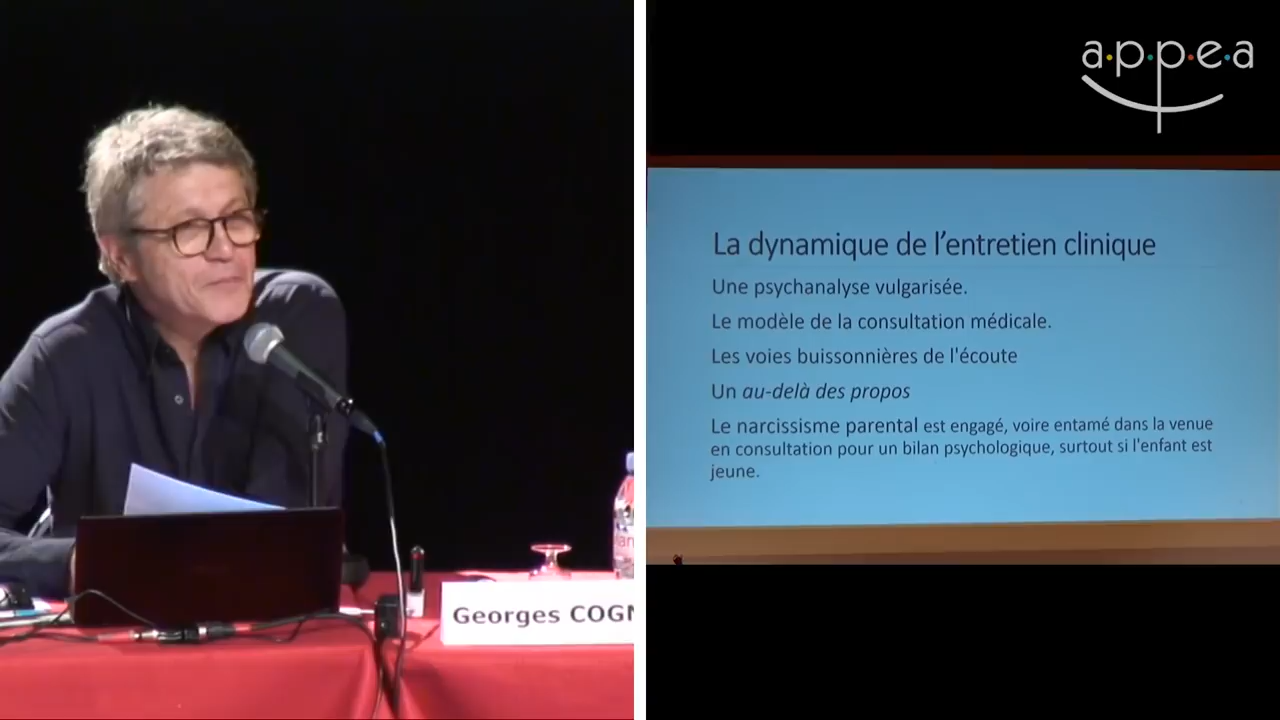 a.p.p.e.a
La dynamique de l'entretien clinique
Une psychanalyse vulgarisée.
Le modèle de la consultation médicale.
Les voies buissonnières de l'écoute
Un au-delà des propos
Le narcissisme parental est engagé, voire entamé dans la venue
en consultation pour un bilan psychologique, surtout si l'enfant est
jeune.
Georges COG